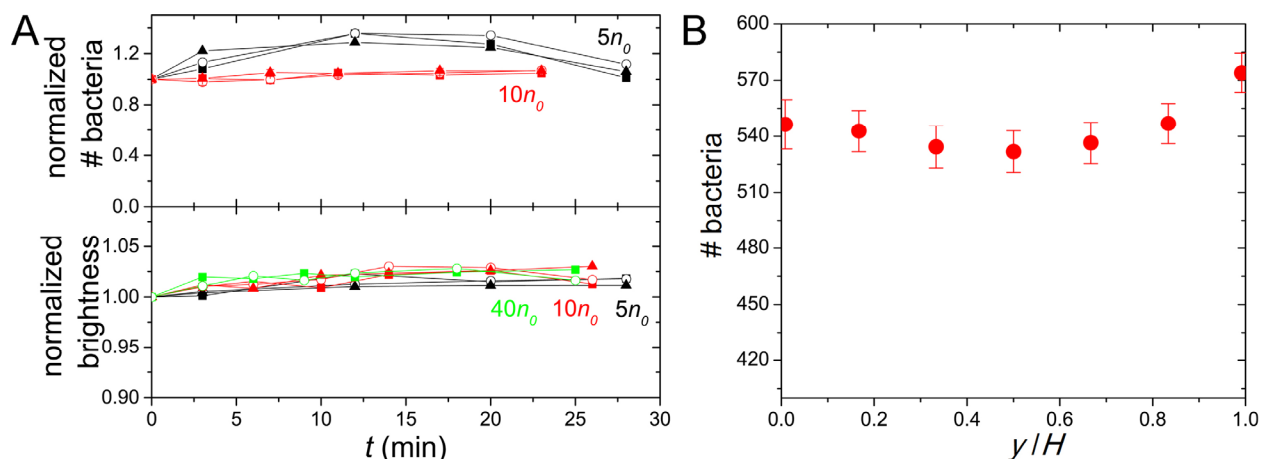 A
normalized
# bacteria
1.2
0.8
0.4
0.0
5n0
10n0
normalized
brightness
1.05
1.00
0.95
0.90
40n0 10n0 5n0
0 5 10 15 20 25 30
t (min)
B
# bacteria
600
570
540
510
480
450
420
0.0 0.2 0.4 0.6 0.8 1.0
y/H